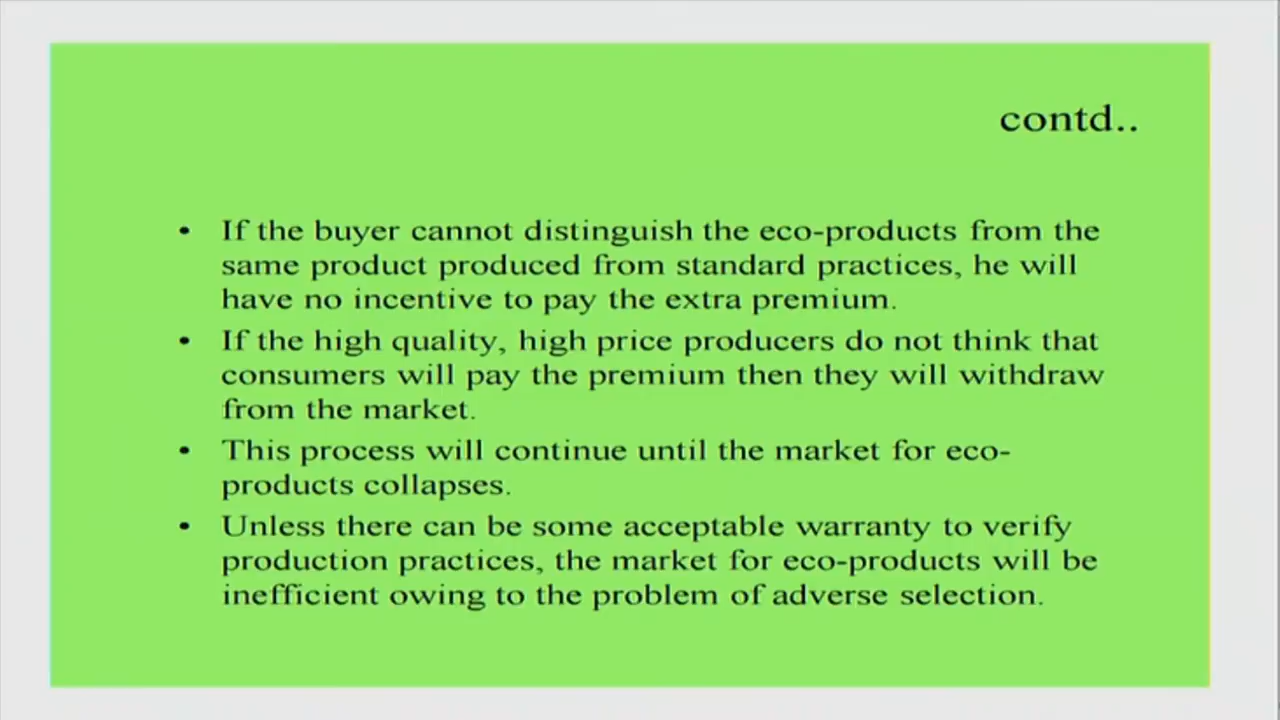 contd..
• If the buyer cannot distinguish the eco-products from the
same product produced from standard practices, he will
have no incentive to pay the extra premium.
• If the high quality, high price producers do not think that
consumers will pay the premium then they will withdraw
from the market.
• This process will continue until the market for eco-
products collapses.
• Unless there can be some acceptable warranty to verify
production practices, the market for eco-products will be
inefficient owing to the problem of adverse selection.